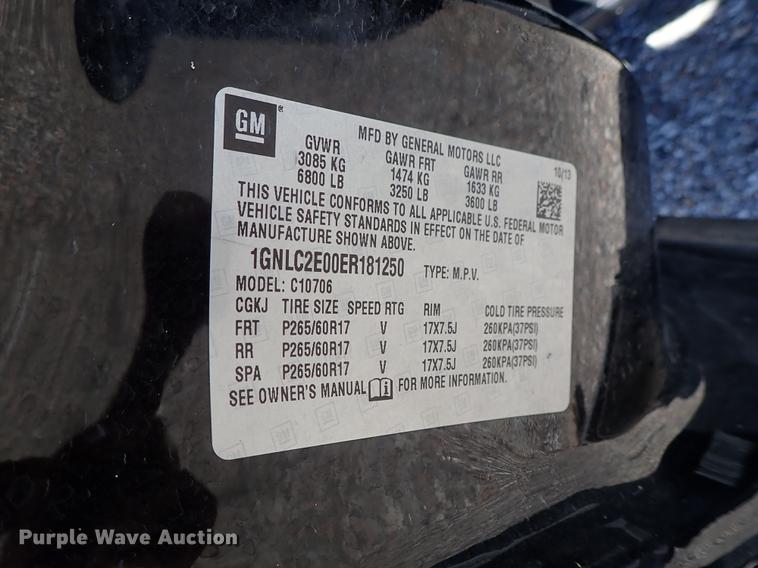 GM®
MFD BY GENERAL MOTORS LLC 10/13
GVWR GAWR FRT GAWR RR
3085 KG 1474 KG 1633 KG
6800 LB 3250 LB 3600 LB
THIS VEHICLE CONFORMS TO ALL APPLICABLE U.S. FEDERAL MOTOR
VEHICLE SAFETY STANDARDS IN EFFECT ON THE DATE OF
MANUFACTURE SHOWN ABOVE.
1GNLC2E00ER181250 TYPE: M.P.V.
MODEL: C10706
CGKJ TIRE SIZE SPEED RTG RIM COLD TIRE PRESSURE
FRT P265/60R17 V 17X7.5J 260KPA(37PSI)
RR P265/60R17 V 17X7.5J 260KPA(37PSI)
SPA P265/60R17 V 17X7.5J 260KPA(37PSI)
SEE OWNER'S MANUAL FOR MORE INFORMATION.
Purple Wave Auction